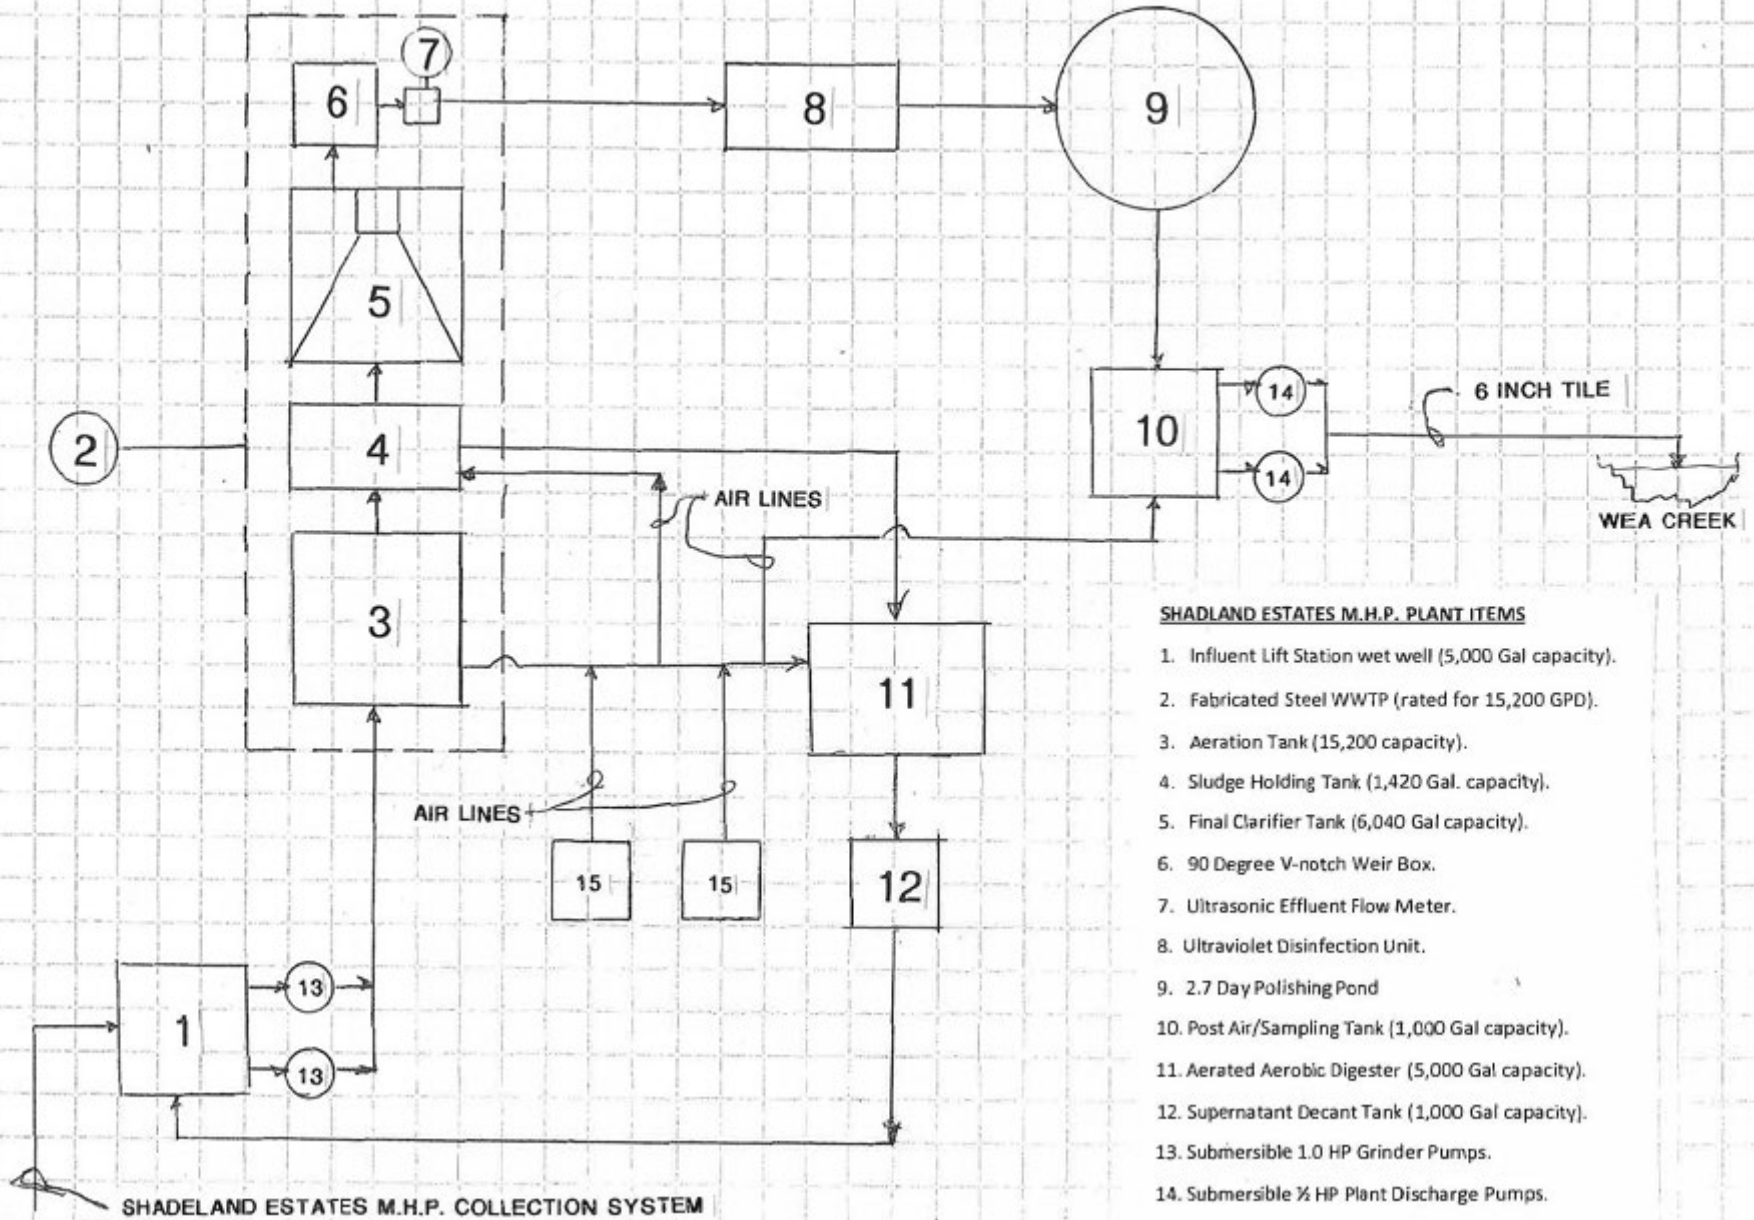 7
6
8
9
5
14
6 INCH TILE
2
4
10
14
AIR LINES
WEA CREEK
3
11
SHADLAND ESTATES M.H.P. PLANT ITEMS
1. Influent Lift Station wet well (5,000 Gal capacity).
2. Fabricated Steel WWTP (rated for 15,200 GPD).
3. Aeration Tank (15,200 capacity).
4. Sludge Holding Tank (1,420 Gal. capacity).
5. Final Clarifier Tank (6,040 Gal capacity).
6. 90 Degree V-notch Weir Box.
7. Ultrasonic Effluent Flow Meter.
8. Ultraviolet Disinfection Unit.
9. 2.7 Day Polishing Pond
10. Post Air/Sampling Tank (1,000 Gal capacity).
11. Aerated Aerobic Digester (5,000 Gal capacity).
12. Supernatant Decant Tank (1,000 Gal capacity).
13. Submersible 1.0 HP Grinder Pumps.
14. Submersible ½ HP Plant Discharge Pumps.
AIR LINES
15
15
12
13
1
13
SHADELAND ESTATES M.H.P. COLLECTION SYSTEM